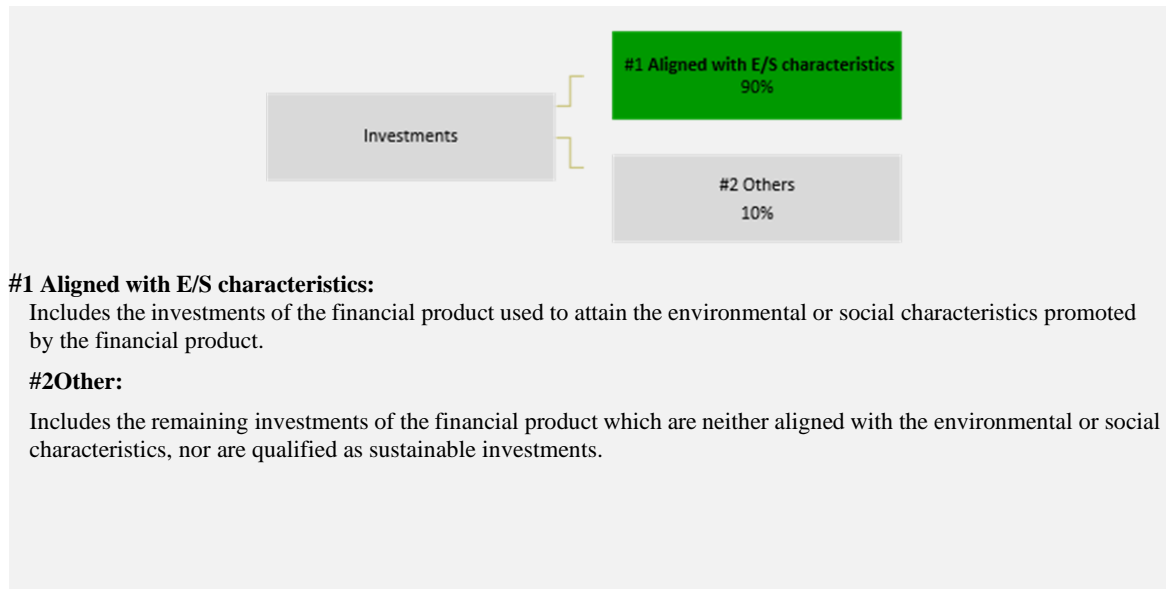 #1 Aligned with E/S characteristics
90%
Investments
#2 Others
10%
#1 Aligned with E/S characteristics:
Includes the investments of the financial product used to attain the environmental or social characteristics promoted
by the financial product.
#2Other:
Includes the remaining investments of the financial product which are neither aligned with the environmental or social
characteristics, nor are qualified as sustainable investments.